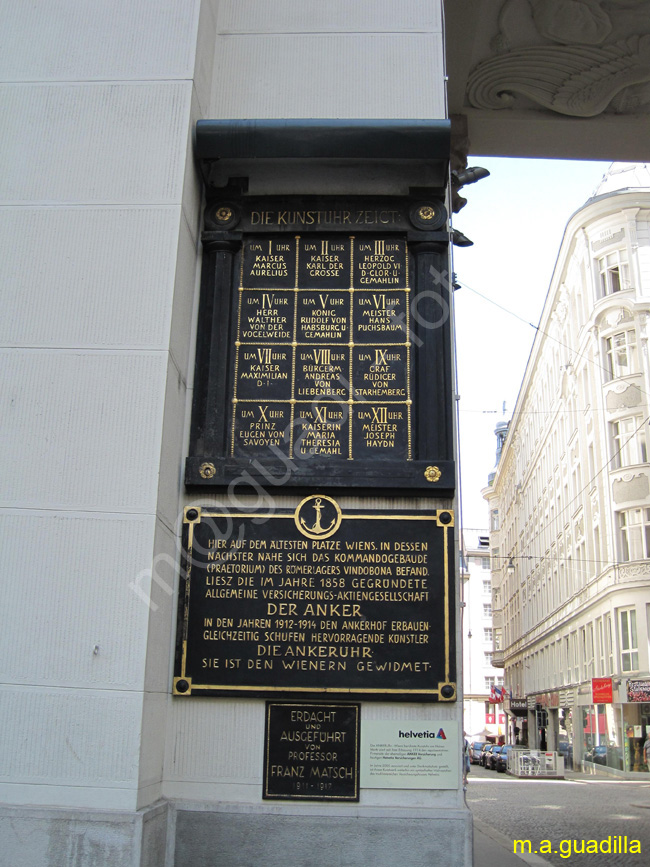 DIE KUNSTUHR ZEIGT
UM I UHR
KAISER
MARCUS
AURELIUS
UM II UHR
KAISER
KARL DER
GROSSE
UM III UHR
HERZOG
LEOPOLD VI
D·GLOR·U·
GEMAHLIN
UM IV UHR
HERR
WALTHER
VON DER
VOGELWEIDE
UM V UHR
KÖNIG
RUDOLF VON
HABSBURG U
GEMAHLIN
UM VI UHR
MEISTER
HANS
PUCHSBAUM
UM VII UHR
KAISER
MAXIMILIAN
D·I·
UM VIII UHR
BÜRGERM·
ANDREAS
VON
LIEBENBERG
UM IX UHR
GRAF
RÜDIGER
VON
STARHEMBERG
UM X UHR
PRINZ
EUGEN VON
SAVOYEN
UM XI UHR
KAISERIN
MARIA
THERESIA
U·GEMAHL
UM XII UHR
MEISTER
JOSEPH
HAYDN
HIER AUF DEM ÄLTESTEN PLATZE WIENS, IN DESSEN
NÄCHSTER NÄHE SICH DAS KOMMANDOGEBÄUDE
(PRAETORIUM) DES RÖMERLAGERS VINDOBONA BEFAND,
LIESZ DIE IM JAHRE 1858 GEGRÜNDETE
ALLGEMEINE VERSICHERUNGS-AKTIENGESELLSCHAFT
DER ANKER
IN DEN JAHREN 1912-1914 DEN ANKERHOF ERBAUEN·
GLEICHZEITIG SCHUFEN HERVORRAGENDE KÜNSTLER
DIE ANKERUHR·
SIE IST DEN WIENERN GEWIDMET·
ERDACHT
UND
AUSGEFÜHRT
VON
PROFESSOR
FRANZ MATSCH
1911-1917
helvetia
Hotel
m.a.guadilla